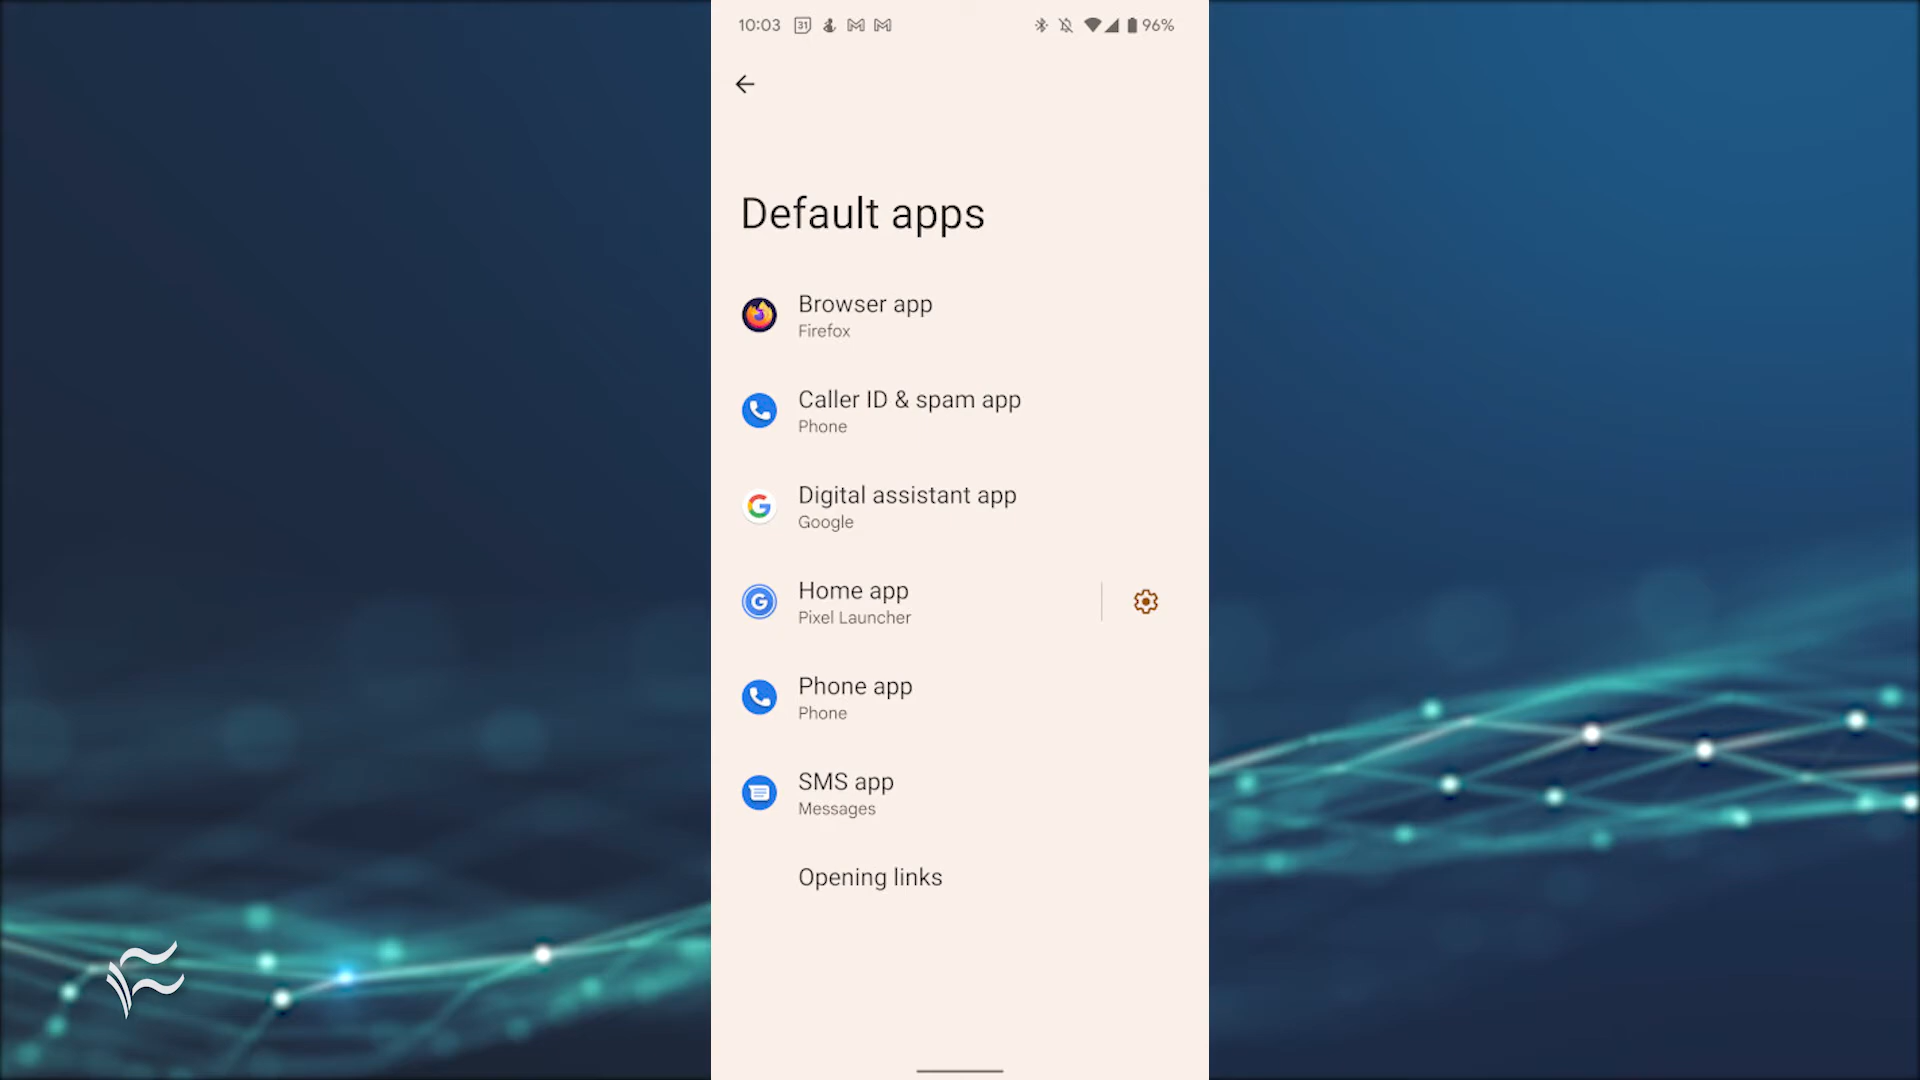 10:03 31 96%
Default apps
Browser app
Firefox
Caller ID & spam app
Phone
Digital assistant app
Google
Home app
Pixel Launcher
Phone app
Phone
SMS app
Messages
Opening links